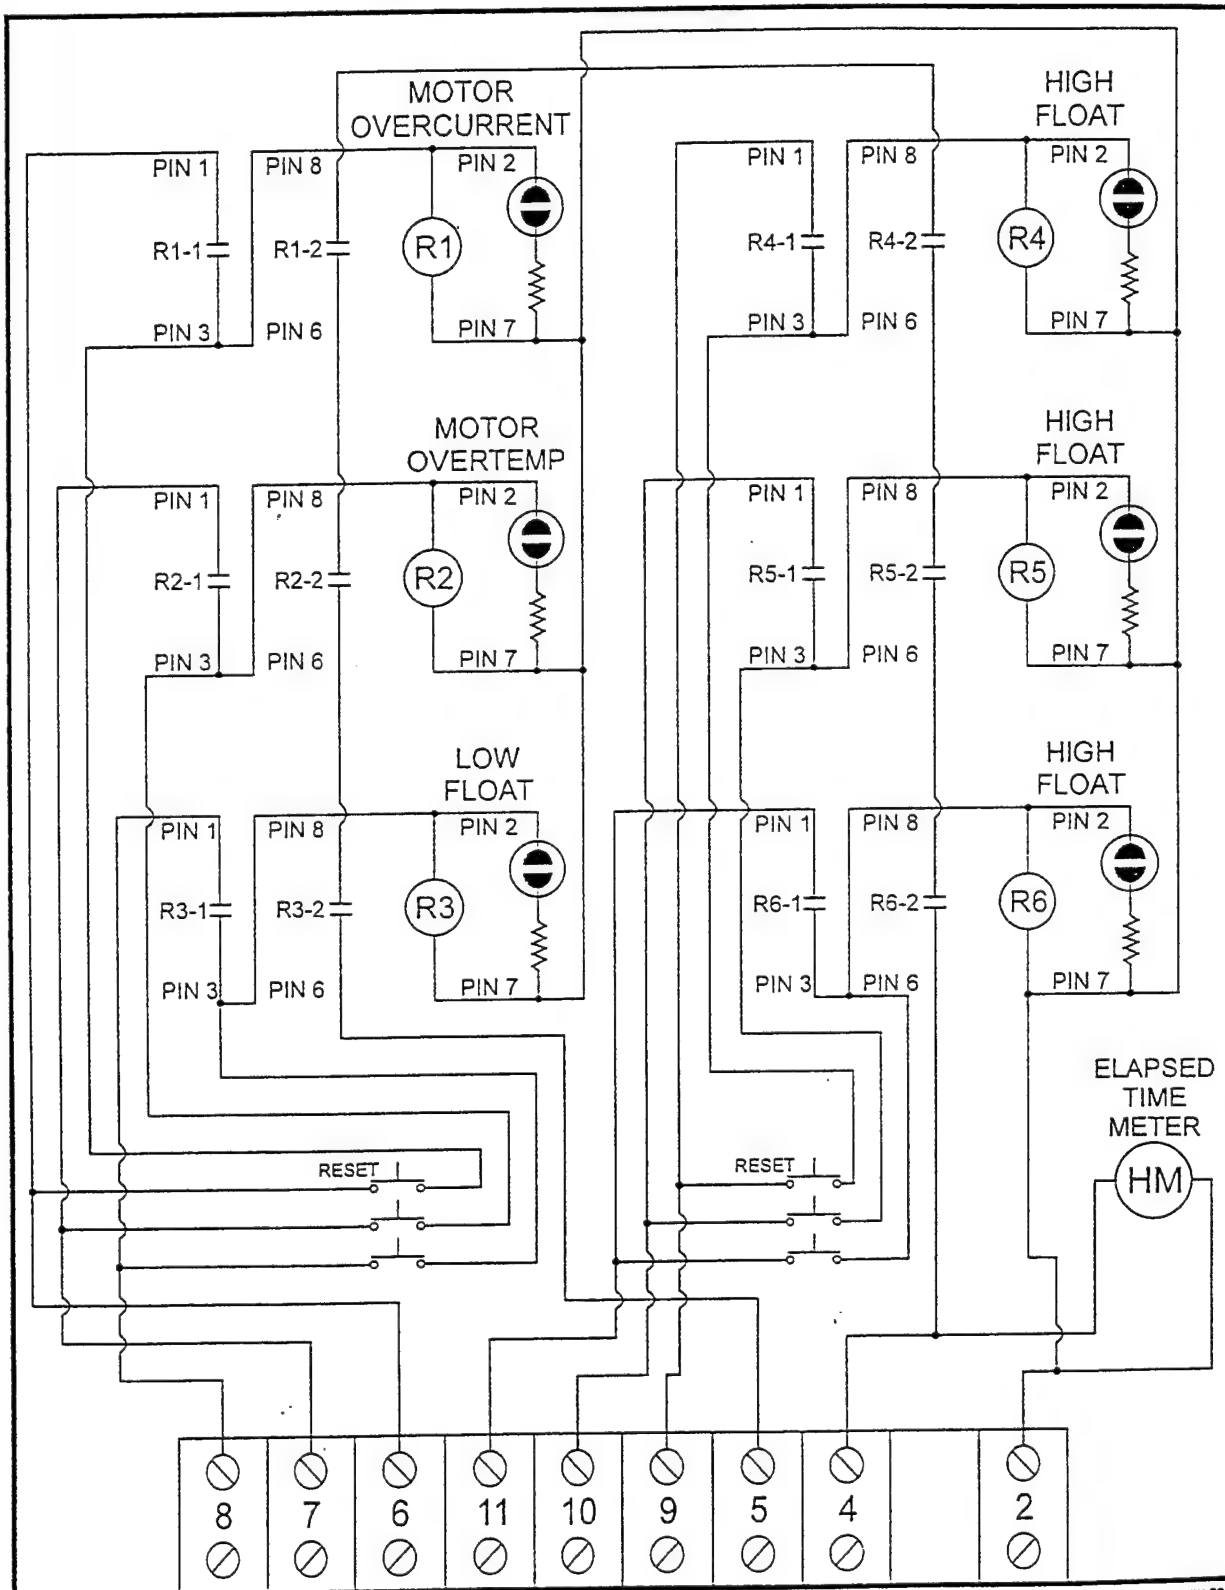 MOTOR
OVERCURRENT
PIN 1
PIN 8
PIN 2
R1-1
R1-2
R1
PIN 3
PIN 6
PIN 7
HIGH
FLOAT
PIN 1
PIN 8
PIN 2
R4-1
R4-2
R4
PIN 3
PIN 6
PIN 7
MOTOR
OVERTEMP
PIN 1
PIN 8
PIN 2
R2-1
R2-2
R2
PIN 3
PIN 6
PIN 7
HIGH
FLOAT
PIN 1
PIN 8
PIN 2
R5-1
R5-2
R5
PIN 3
PIN 6
PIN 7
LOW
FLOAT
PIN 1
PIN 8
PIN 2
R3-1
R3-2
R3
PIN 3
PIN 6
PIN 7
HIGH
FLOAT
PIN 1
PIN 8
PIN 2
R6-1
R6-2
R6
PIN 3
PIN 6
PIN 7
ELAPSED
TIME
METER
HM
RESET
RESET
8
7
6
11
10
9
5
4
2